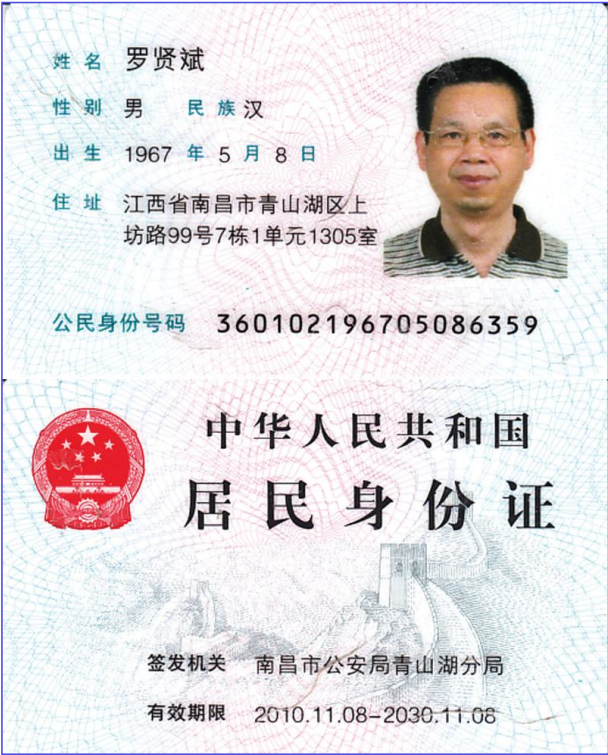 姓名 罗贤斌
性别 男 民族 汉
出生 1967 年 5 月 8 日
住址 江西省南昌市青山湖区上
坊路99号7栋1单元1305室
公民身份号码 360102196705086359
中华人民共和国
居民身份证
签发机关 南昌市公安局青山湖分局
有效期限 2010.11.08-2030.11.08